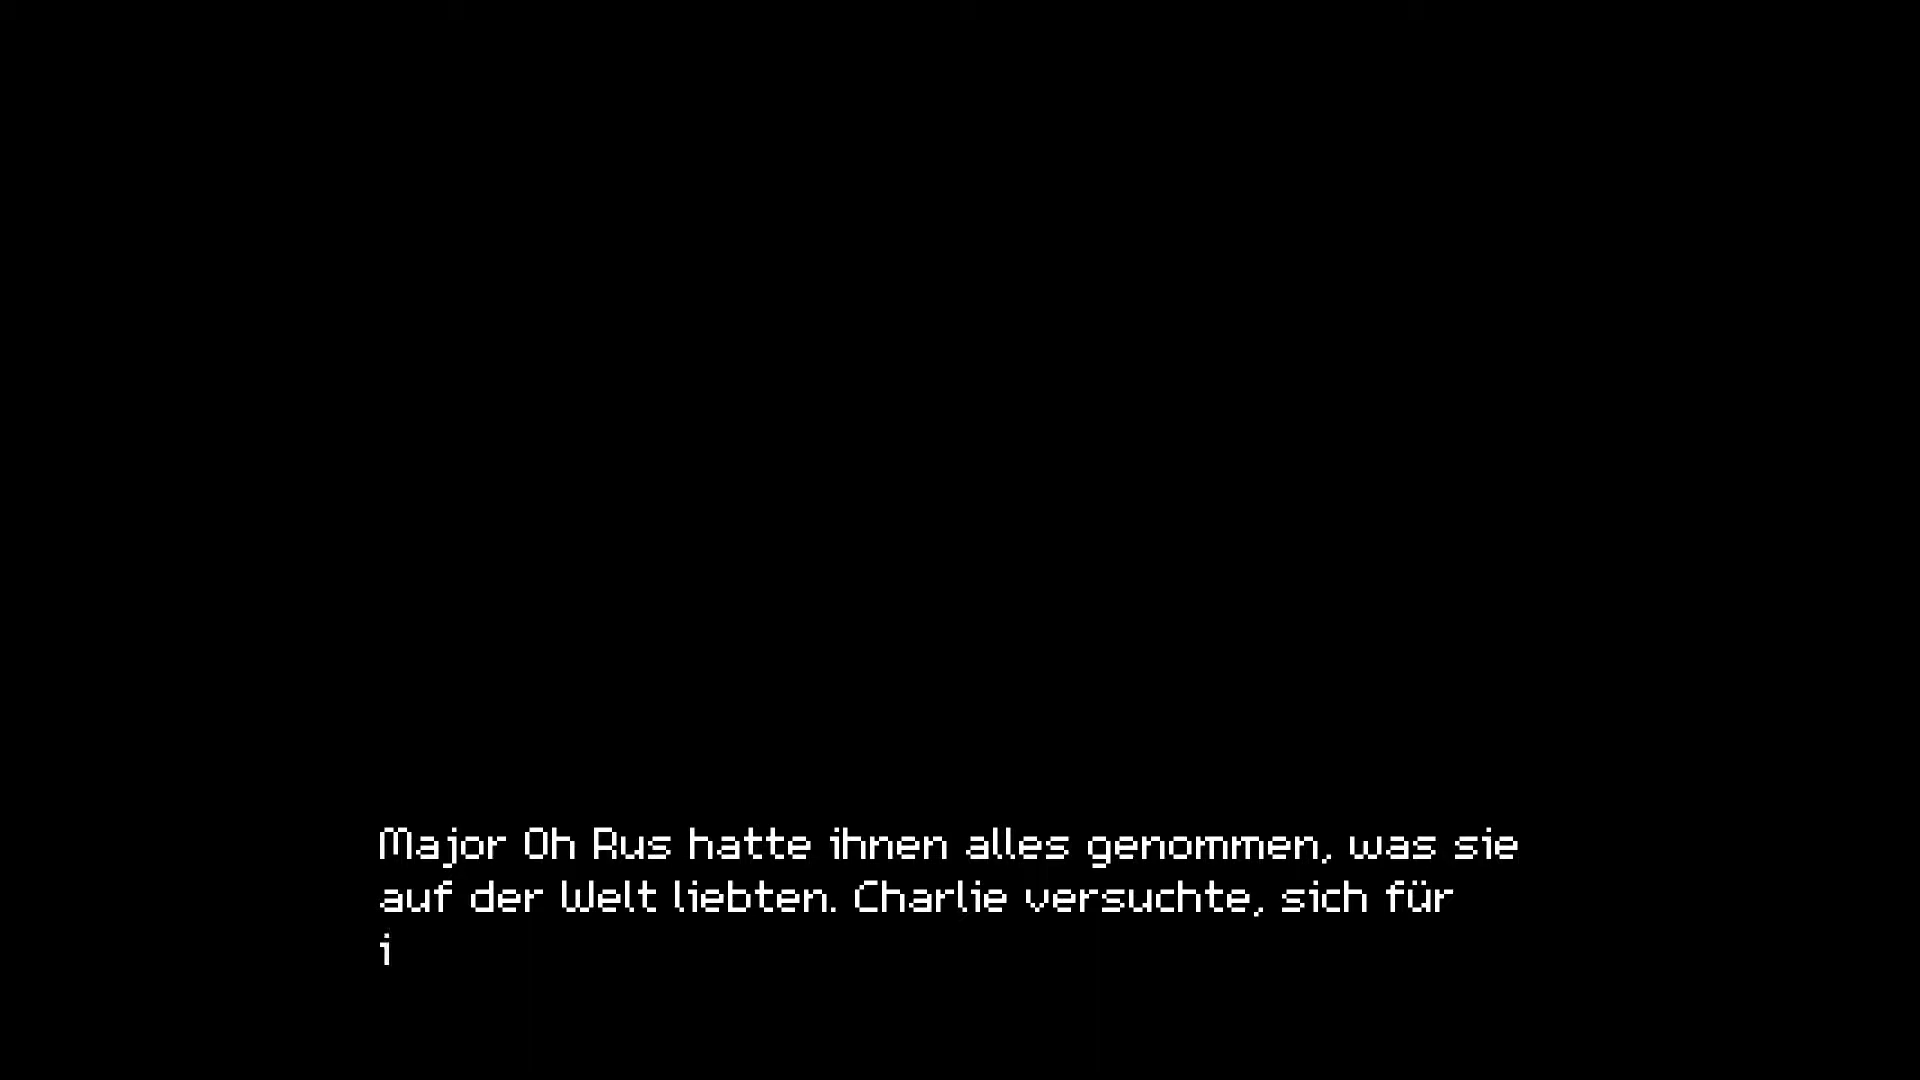 Major Oh Rus hatte ihnen alles genommen, was sie
auf der Welt liebten. Charlie versuchte, sich für
i